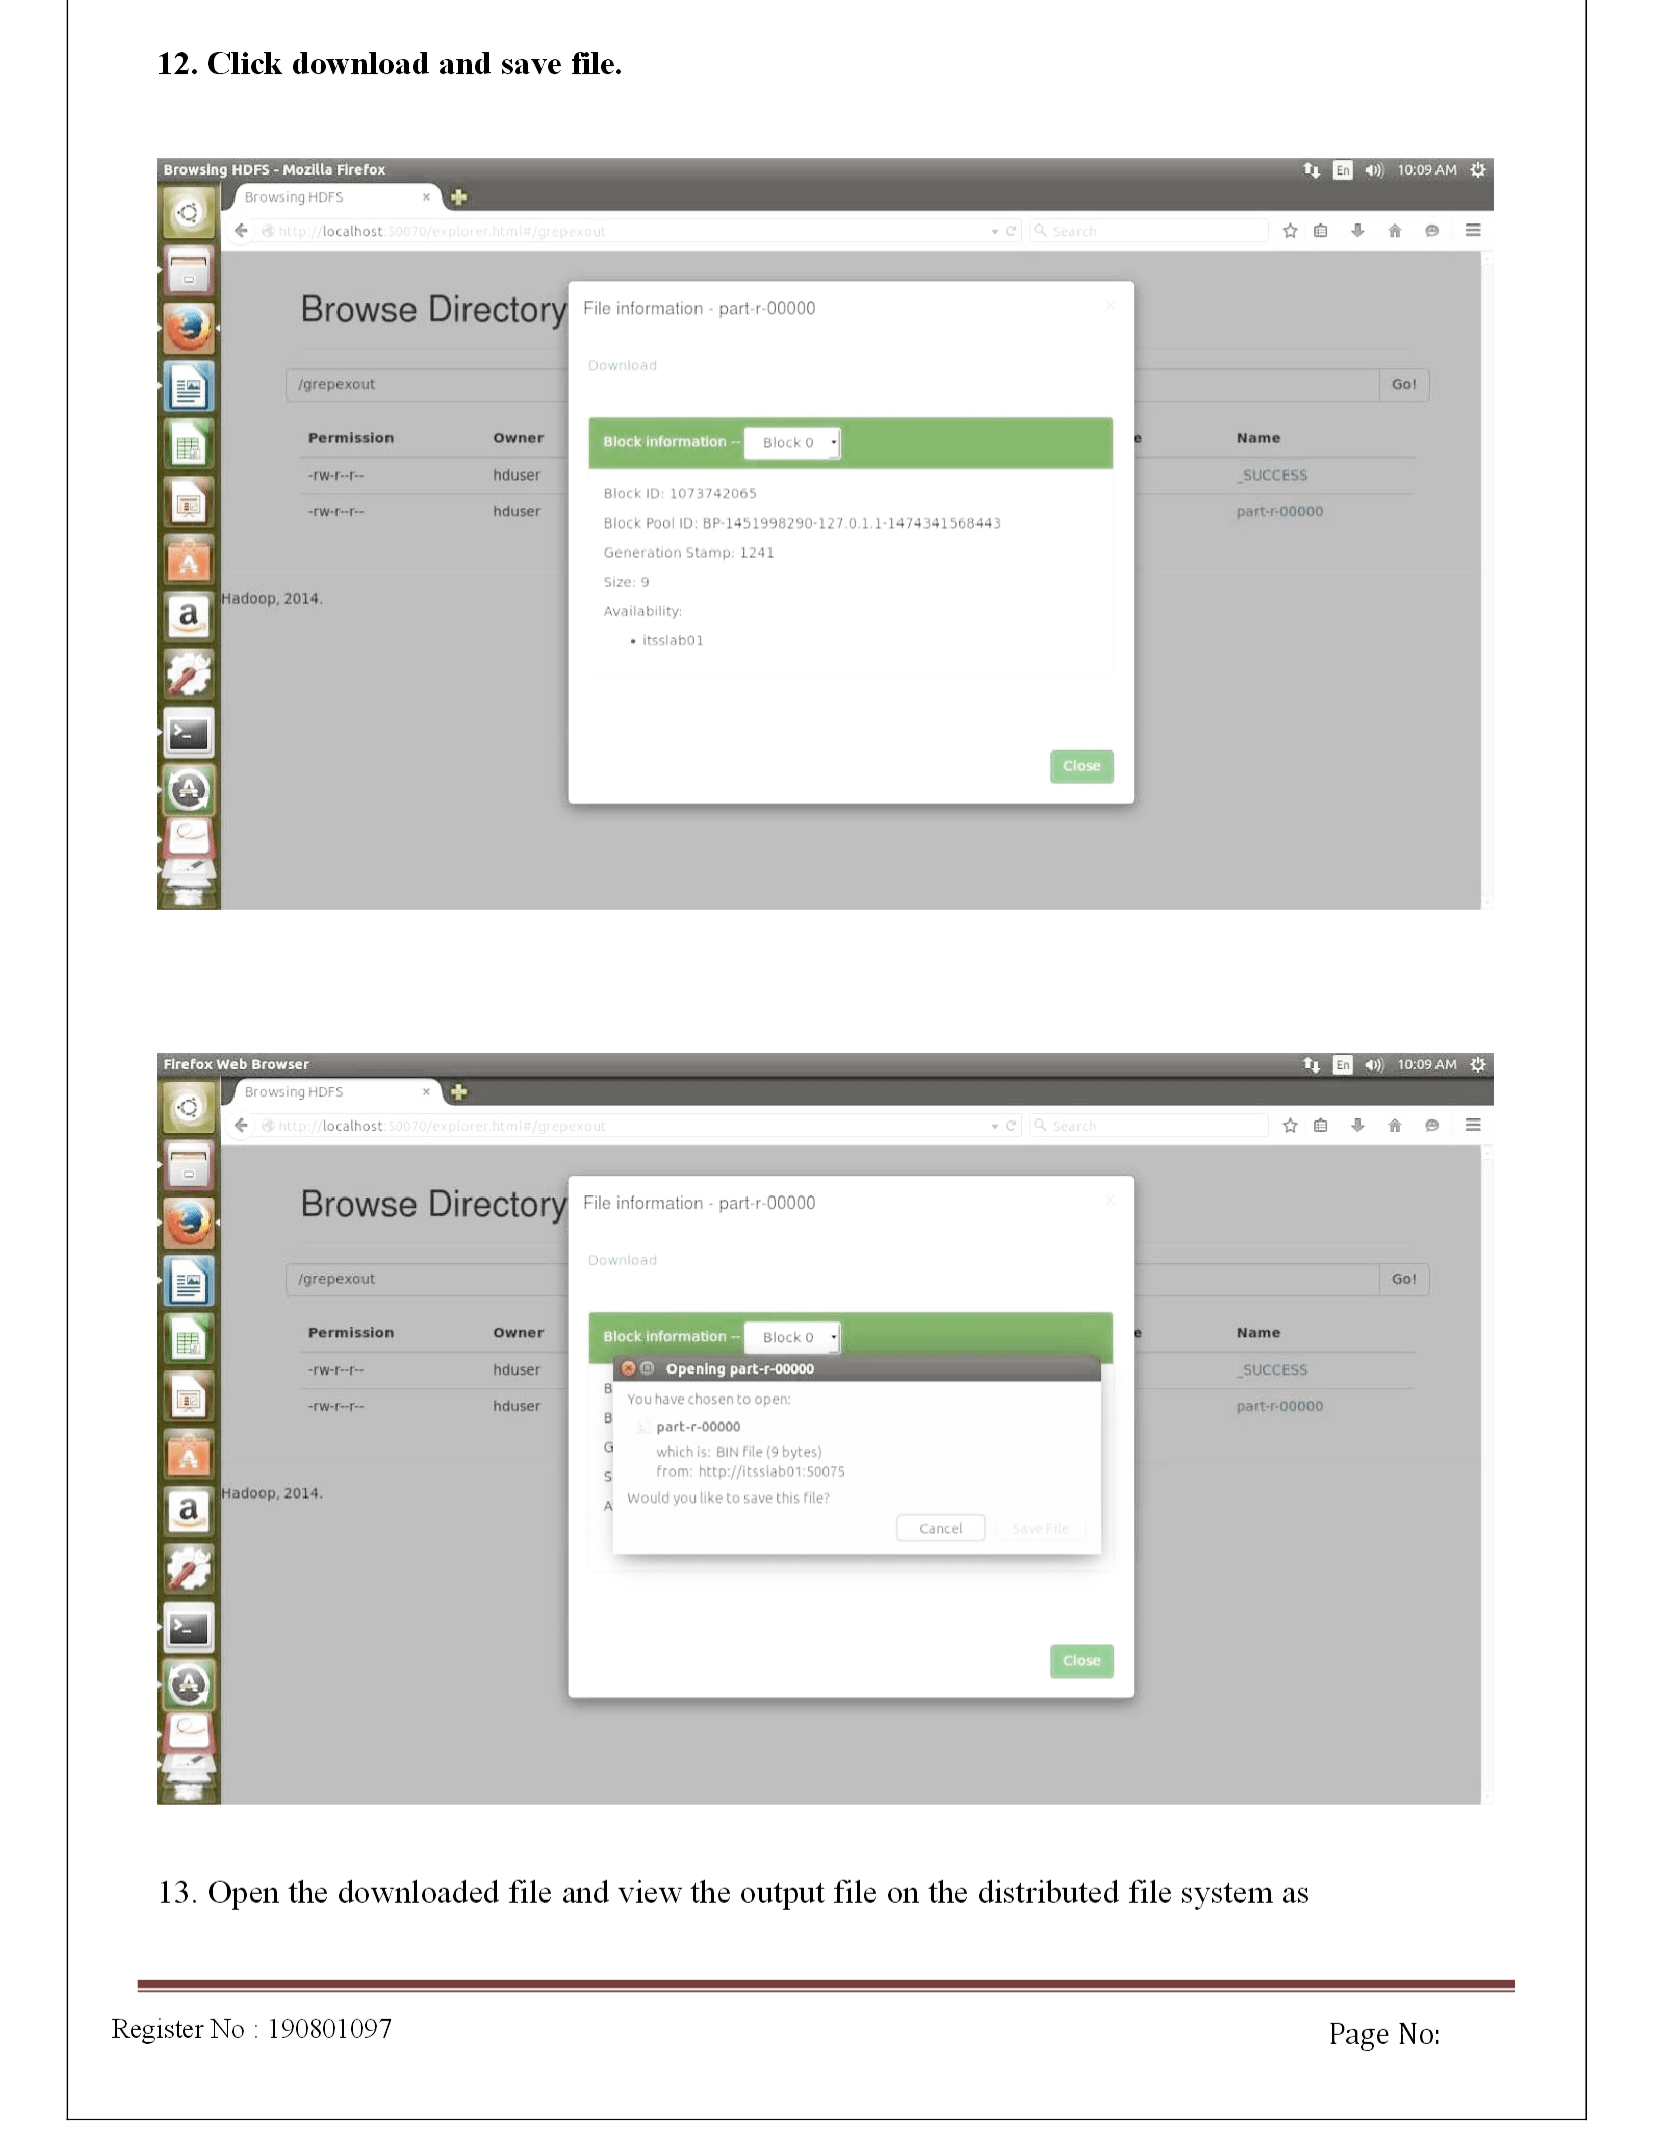 12. Click download and save file.
Browsing HDFS - Mozilla Firefox
En
10:09 AM
Browsing HDFS
http://localhost:50070/explorer.html#/grepexout
Search
Browse Directory
File information - part-r-00000
Download
/grepexout
Go!
Permission
Owner
Block information --
Block 0
e
Name
-rw-r--r--
hduser
_SUCCESS
-rw-r--r--
hduser
part-r-00000
Block ID: 1073742065
Block Pool ID: BP-1451998290-127.0.1.1-1474341568443
Generation Stamp: 1241
Size: 9
Availability:
• itsslab01
Hadoop, 2014.
Close
Firefox Web Browser
En
10:09 AM
Browsing HDFS
http://localhost:50070/explorer.html#/grepexout
Search
Browse Directory
File information - part-r-00000
Download
/grepexout
Go!
Permission
Owner
Block information --
Block 0
e
Name
-rw-r--r--
hduser
_SUCCESS
-rw-r--r--
hduser
part-r-00000
B
B
G
S
A
Opening part-r-00000
You have chosen to open:
part-r-00000
which is: BIN file (9 bytes)
from: http://itsslab01:50075
Would you like to save this file?
Cancel
Save File
Hadoop, 2014.
Close
13. Open the downloaded file and view the output file on the distributed file system as
Register No : 190801097
Page No: